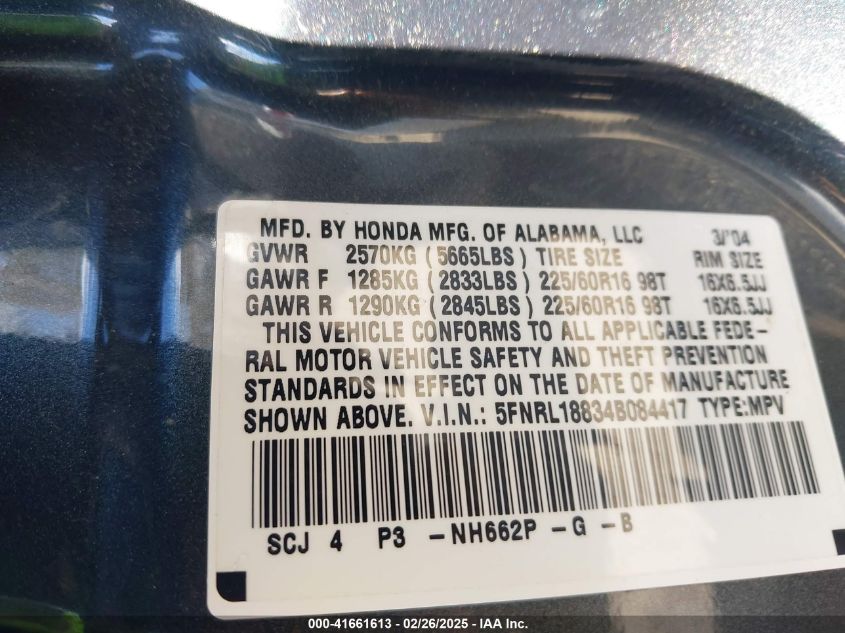 MFD. BY HONDA MFG. OF ALABAMA, LLC 3/'04
GVWR 2570KG (5665LBS) TIRE SIZE RIM SIZE
GAWR F 1285KG (2833LBS) 225/60R16 98T 16X6.5JJ
GAWR R 1290KG (2845LBS) 225/60R16 98T 16X6.5JJ
THIS VEHICLE CONFORMS TO ALL APPLICABLE FEDE-
RAL MOTOR VEHICLE SAFETY AND THEFT PREVENTION
STANDARDS IN EFFECT ON THE DATE OF MANUFACTURE
SHOWN ABOVE. V.I.N.: 5FNRL18834B084417 TYPE:MPV
SCJ 4 P3 -NH662P -G -B
000-41661613 - 02/26/2025 - IAA Inc.